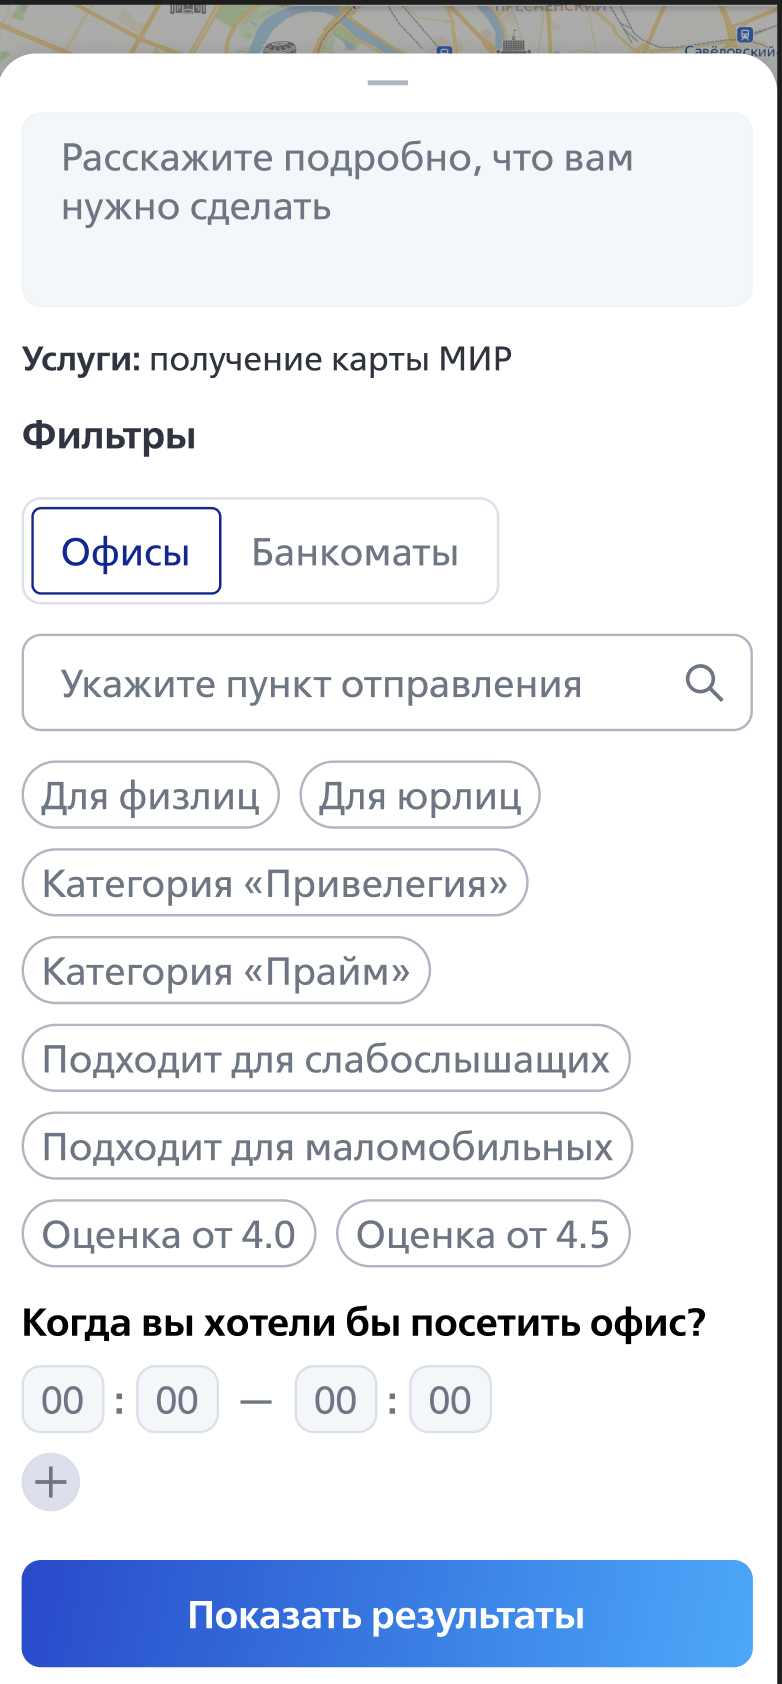 ПРЕСНЕНСКИЙ
Савёловский
Расскажите подробно, что вам
нужно сделать
Услуги: получение карты МИР
Фильтры
Офисы Банкоматы
Укажите пункт отправления
Для физлиц Для юрлиц
Категория «Привелегия»
Категория «Прайм»
Подходит для слабослышащих
Подходит для маломобильных
Оценка от 4.0 Оценка от 4.5
Когда вы хотели бы посетить офис?
00 : 00 — 00 : 00
Показать результаты